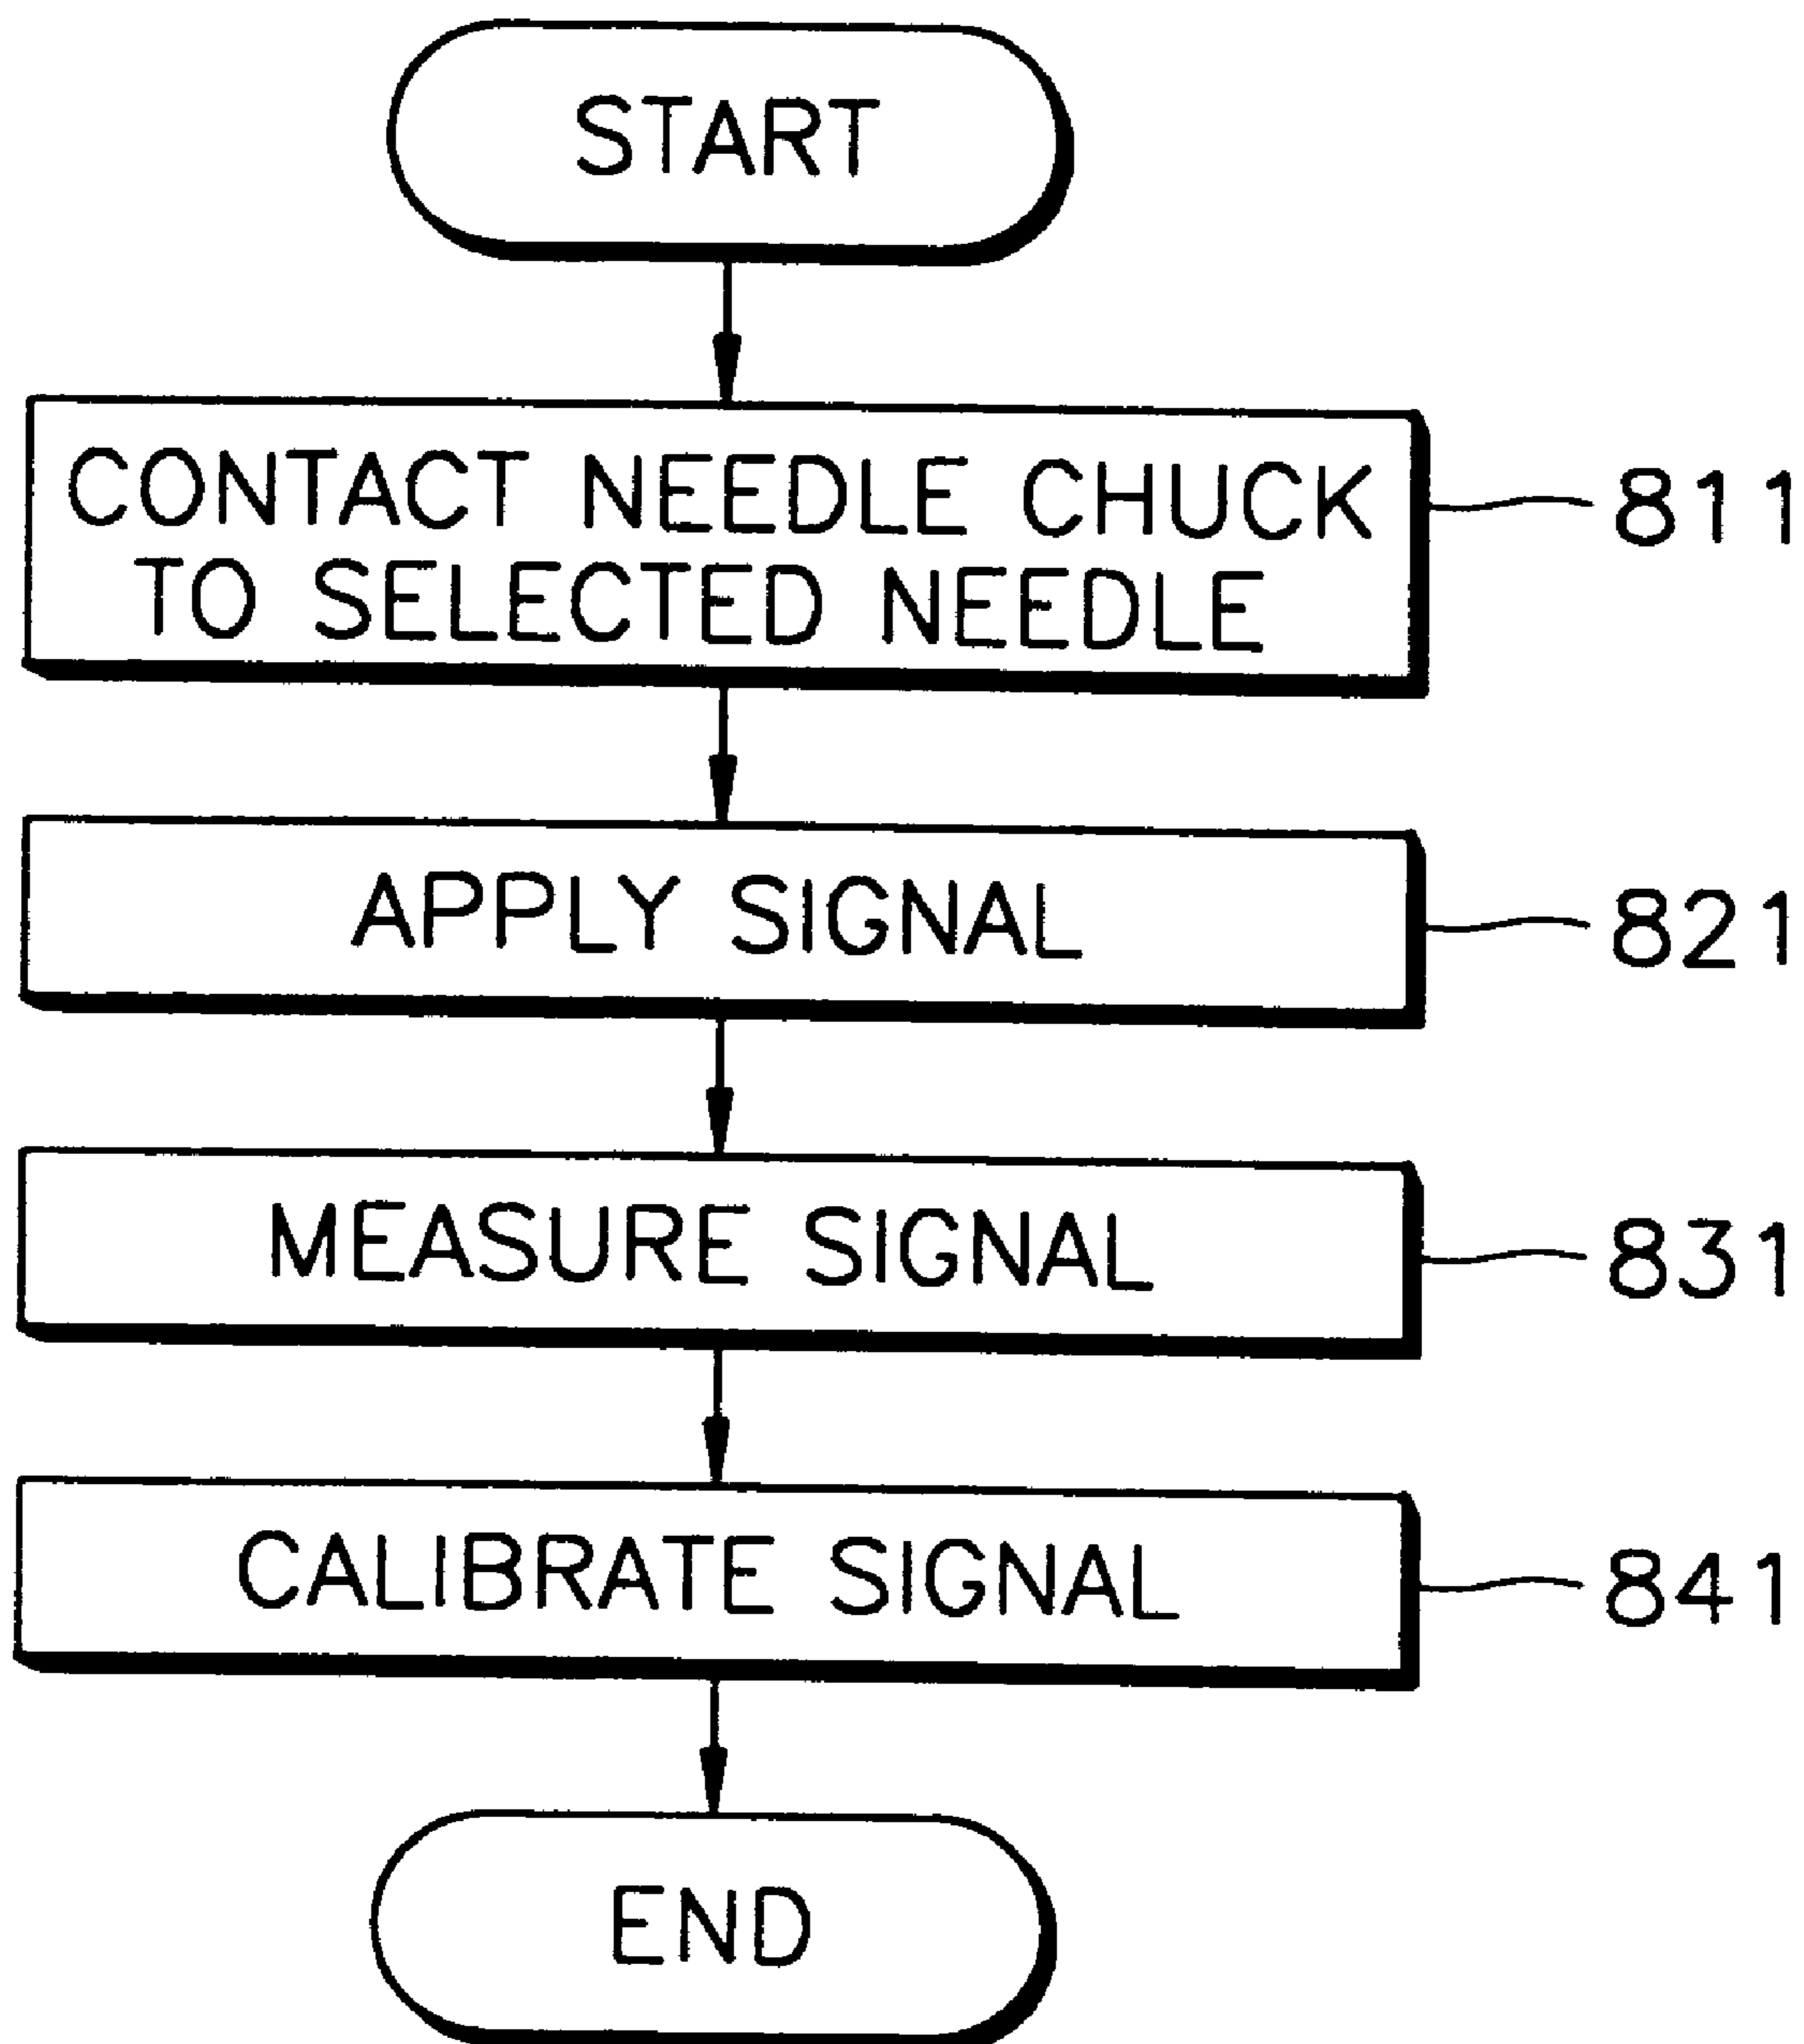 START
CONTACT NEEDLE CHUCK
TO SELECTED NEEDLE
811
APPLY SIGNAL
821
MEASURE SIGNAL
831
CALIBRATE SIGNAL
841
END